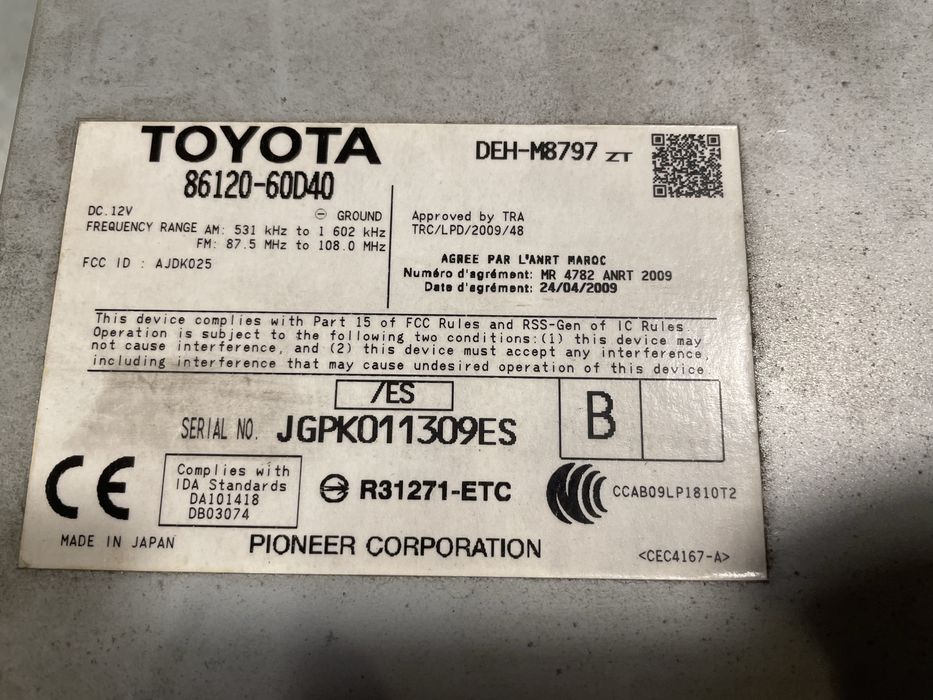 TOYOTA
86120-60D40
DEH-M8797 ZT
DC.12V ⊖ GROUND
FREQUENCY RANGE AM: 531 kHz to 1 602 kHz
FM: 87.5 MHz to 108.0 MHz
FCC ID : AJDK025
Approved by TRA
TRC/LPD/2009/48
AGREE PAR L'ANRT MAROC
Numéro d'agrément: MR 4782 ANRT 2009
Date d'agrément: 24/04/2009
This device complies with Part 15 of FCC Rules and RSS-Gen of IC Rules.
Operation is subject to the following two conditions:(1) this device may
not cause interference, and (2) this device must accept any interference,
including interference that may cause undesired operation of this device
/ES
SERIAL NO. JGPK011309ES
B
CE
Complies with
IDA Standards
DA101418
DB03074
R31271-ETC
CCAB09LP1810T2
MADE IN JAPAN
PIONEER CORPORATION
<CEC4167-A>